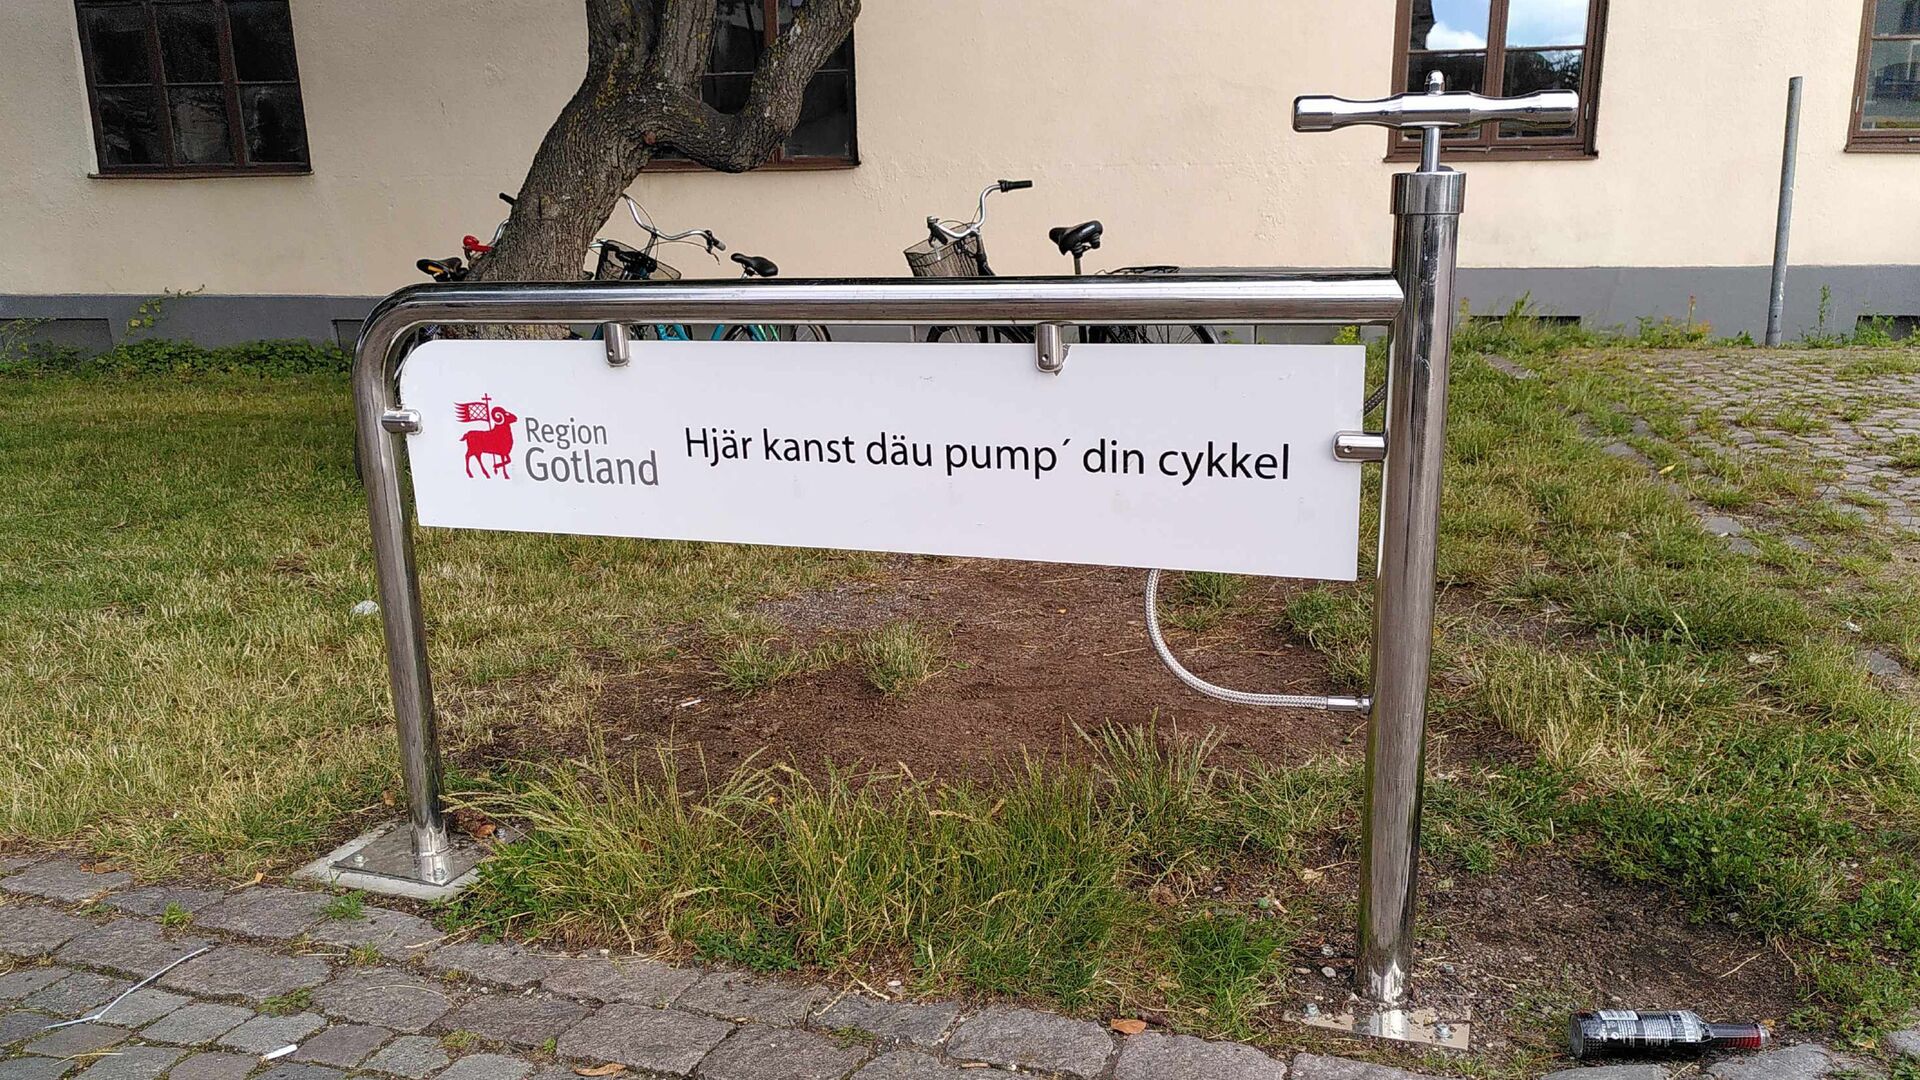 Region
Gotland
Hjär kanst däu pump´ din cykkel